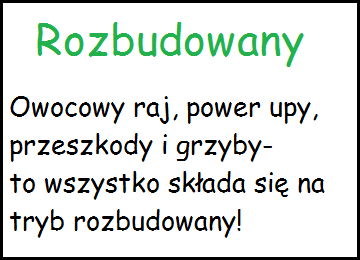 Rozbudowany
Owocowy raj, power upy,
przeszkody i grzyby-
to wszystko składa się na
tryb rozbudowany!